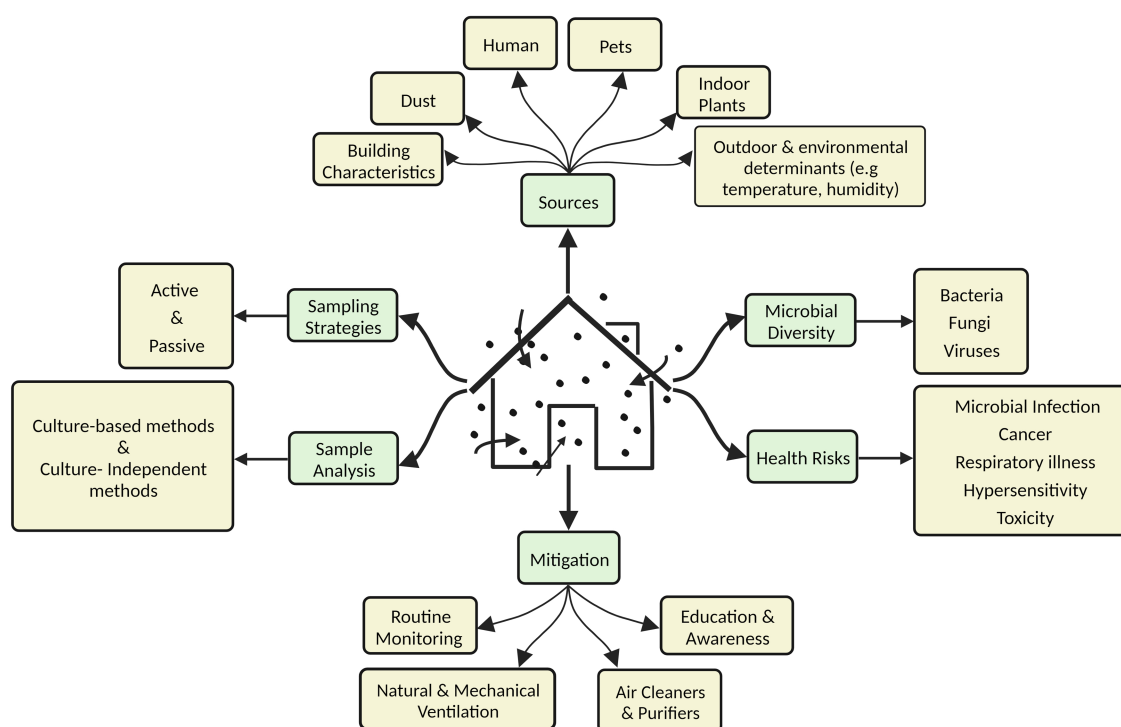 Human
Pets
Dust
Indoor
Plants
Building
Characteristics
Outdoor & environmental
determinants (e.g
temperature, humidity)
Sources
Active
&
Passive
Sampling
Strategies
Microbial
Diversity
Bacteria
Fungi
Viruses
Culture-based methods
&
Culture- Independent
methods
Sample
Analysis
Health Risks
Microbial Infection
Cancer
Respiratory illness
Hypersensitivity
Toxicity
Mitigation
Routine
Monitoring
Education &
Awareness
Natural & Mechanical
Ventilation
Air Cleaners
& Purifiers